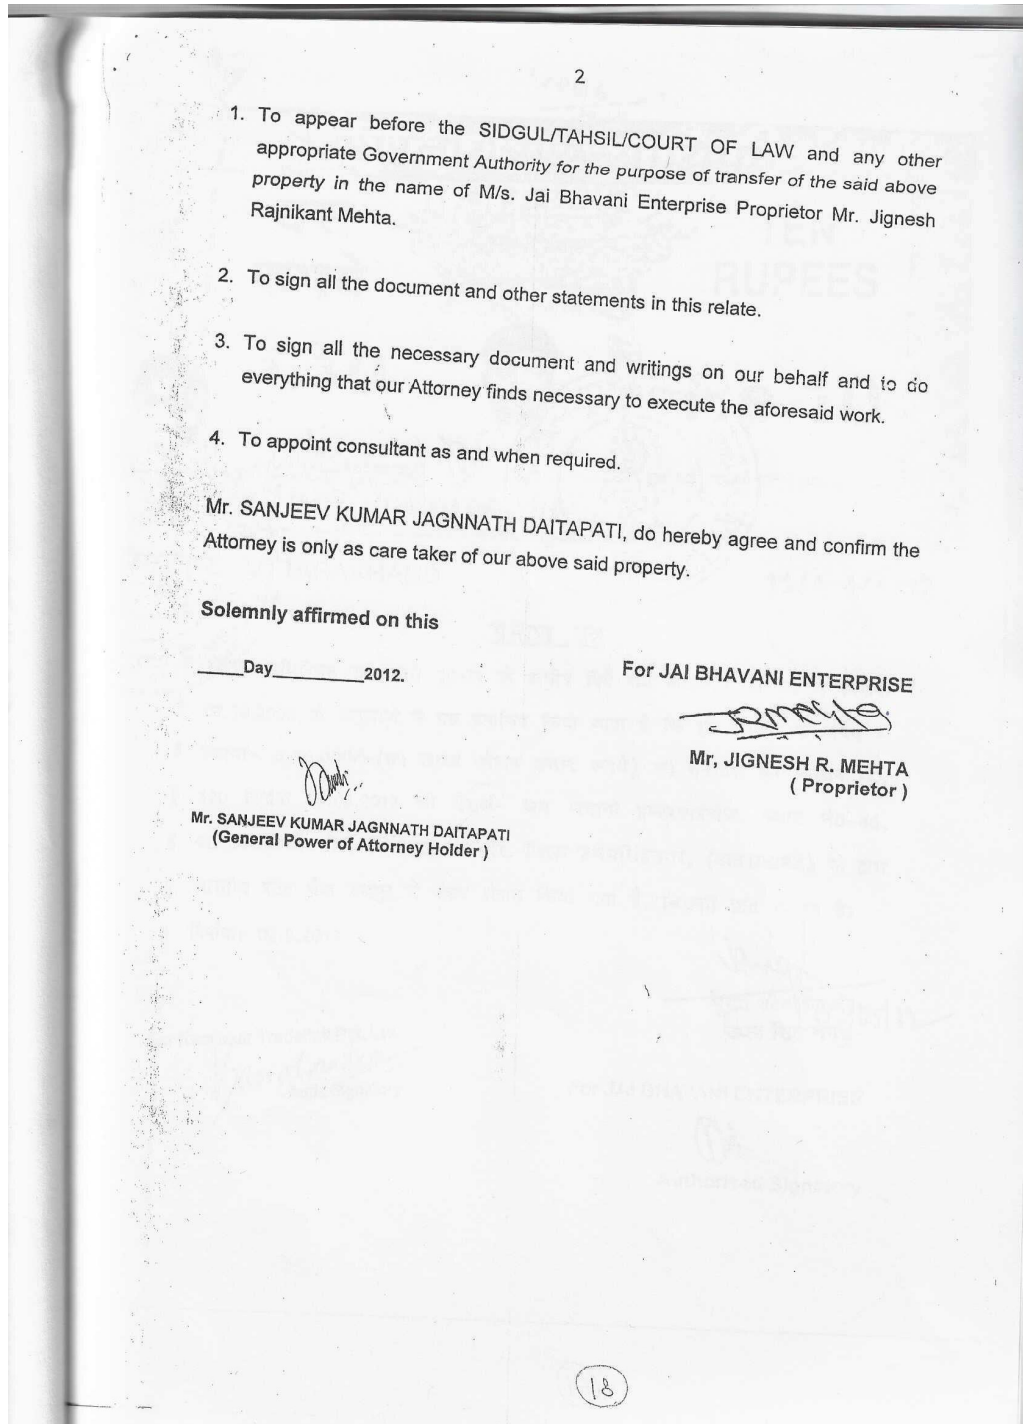 2
1. To appear before the SIDGUL/TAHSIL/COURT OF LAW and any other
appropriate Government Authority for the purpose of transfer of the said above
property in the name of M/s. Jai Bhavani Enterprise Proprietor Mr. Jignesh
Rajnikant Mehta.
2. To sign all the document and other statements in this relate.
3. To sign all the necessary document and writings on our behalf and to do
everything that our Attorney finds necessary to execute the aforesaid work.
4. To appoint consultant as and when required.
Mr. SANJEEV KUMAR JAGNNATH DAITAPATI, do hereby agree and confirm the
Attorney is only as care taker of our above said property.
Solemnly affirmed on this
_____Day__________2012.
For JAI BHAVANI ENTERPRISE
JRMehta
Mr, JIGNESH R. MEHTA
( Proprietor )
Mr. SANJEEV KUMAR JAGNNATH DAITAPATI
(General Power of Attorney Holder )
TEN
RUPEES
18